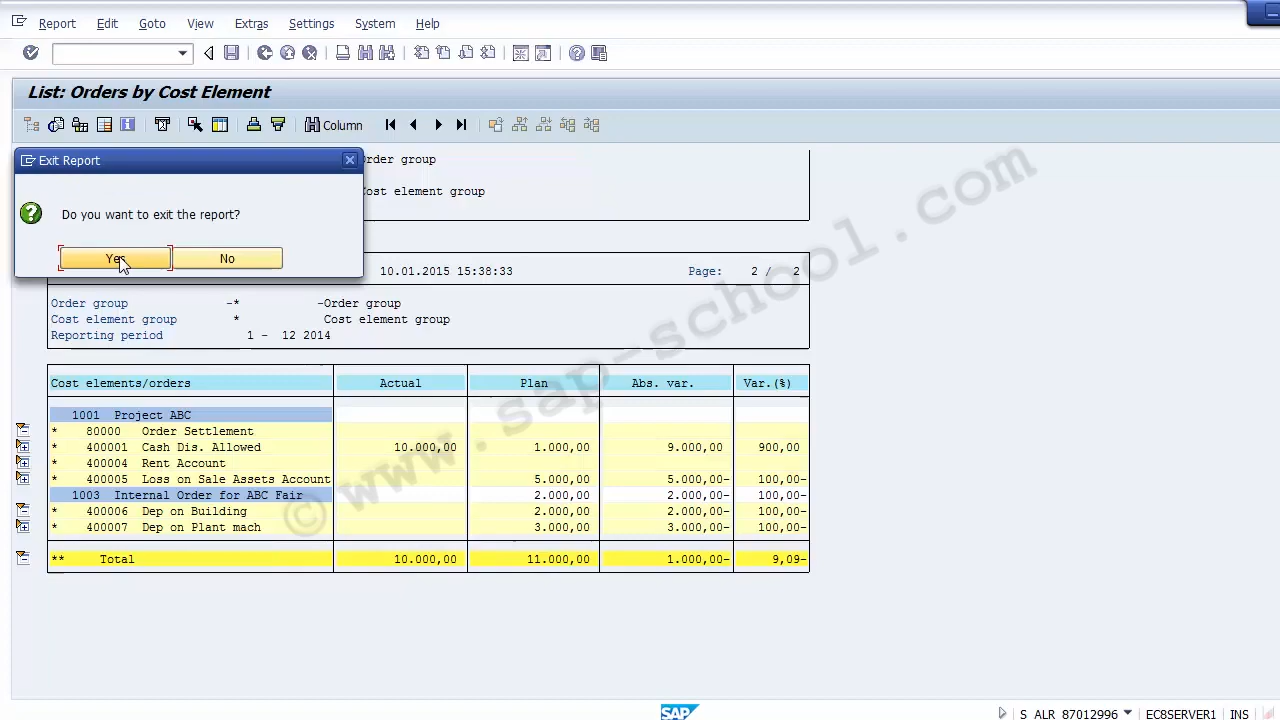 Report Edit Goto View Extras Settings System Help
List: Orders by Cost Element
Column
Exit Report
Do you want to exit the report?
Yes No
Order group
Cost element group
10.01.2015 15:38:33 Page: 2 / 2
Order group -* -Order group
Cost element group * Cost element group
Reporting period 1 - 12 2014
Cost elements/orders Actual Plan Abs. var. Var.(%)
1001 Project ABC
* 80000 Order Settlement
* 400001 Cash Dis. Allowed 10.000,00 1.000,00 9.000,00 900,00
* 400004 Rent Account
* 400005 Loss on Sale Assets Account 5.000,00 5.000,00- 100,00-
1003 Internal Order for ABC Fair 2.000,00 2.000,00- 100,00-
* 400006 Dep on Building 2.000,00 2.000,00- 100,00-
* 400007 Dep on Plant mach 3.000,00 3.000,00- 100,00-
** Total 10.000,00 11.000,00 1.000,00- 9,09-
© www.sap-school.com
SAP S_ALR_87012996 EC8SERVER1 INS